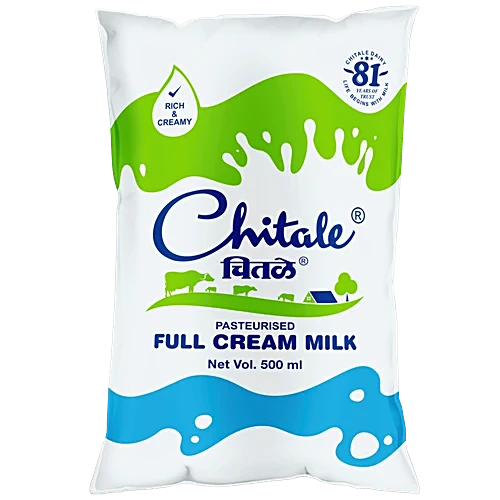 RICH
&
CREAMY
CHITALE DAIRY
81
YEARS OF
TRUST
LIFE BEGINS WITH MILK
Chitale®
चितळे®
PASTEURISED
FULL CREAM MILK
Net Vol. 500 ml